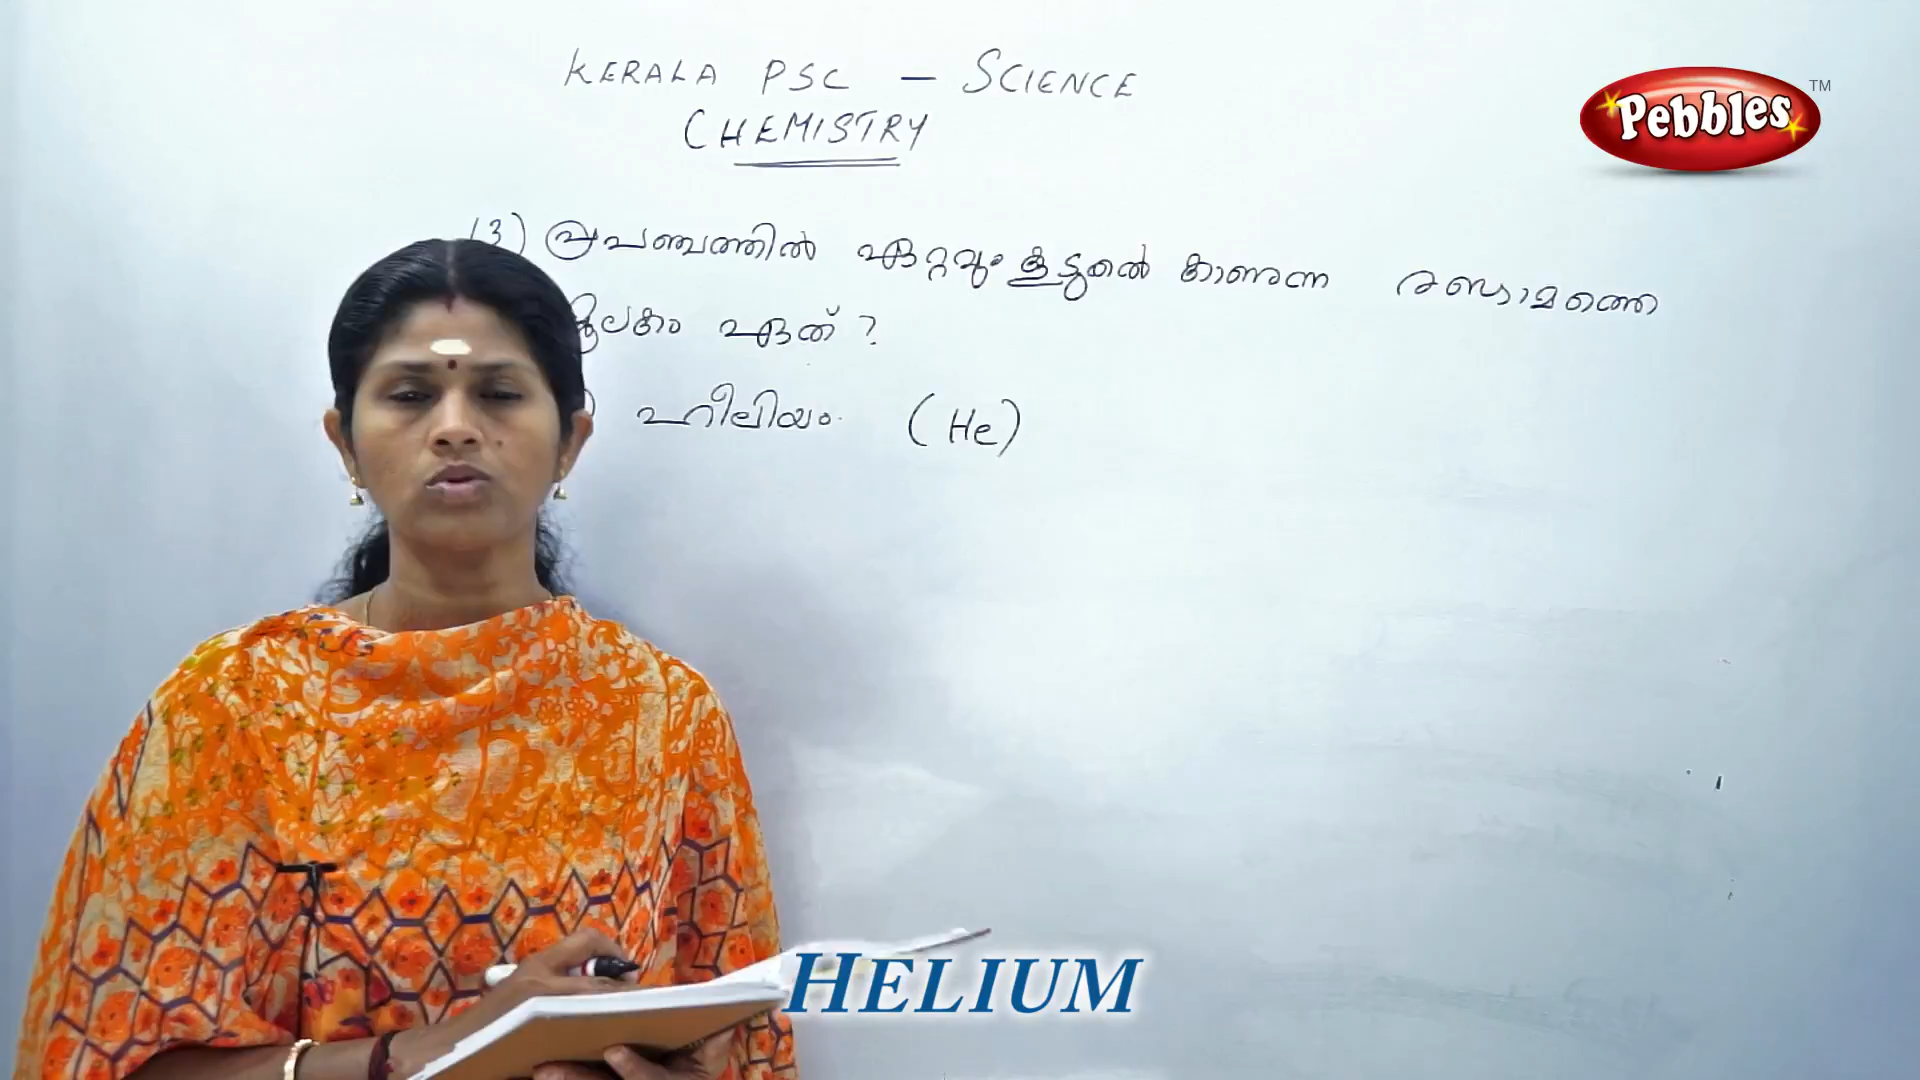 KERALA PSC — SCIENCE
CHEMISTRY
Pebbles TM
13) പ്രപഞ്ചത്തിൽ ഏറ്റവും കൂടുതൽ കാണുന്ന രണ്ടാമത്തെ
മൂലകം ഏത് ?
ഹീലിയം (He)
HELIUM